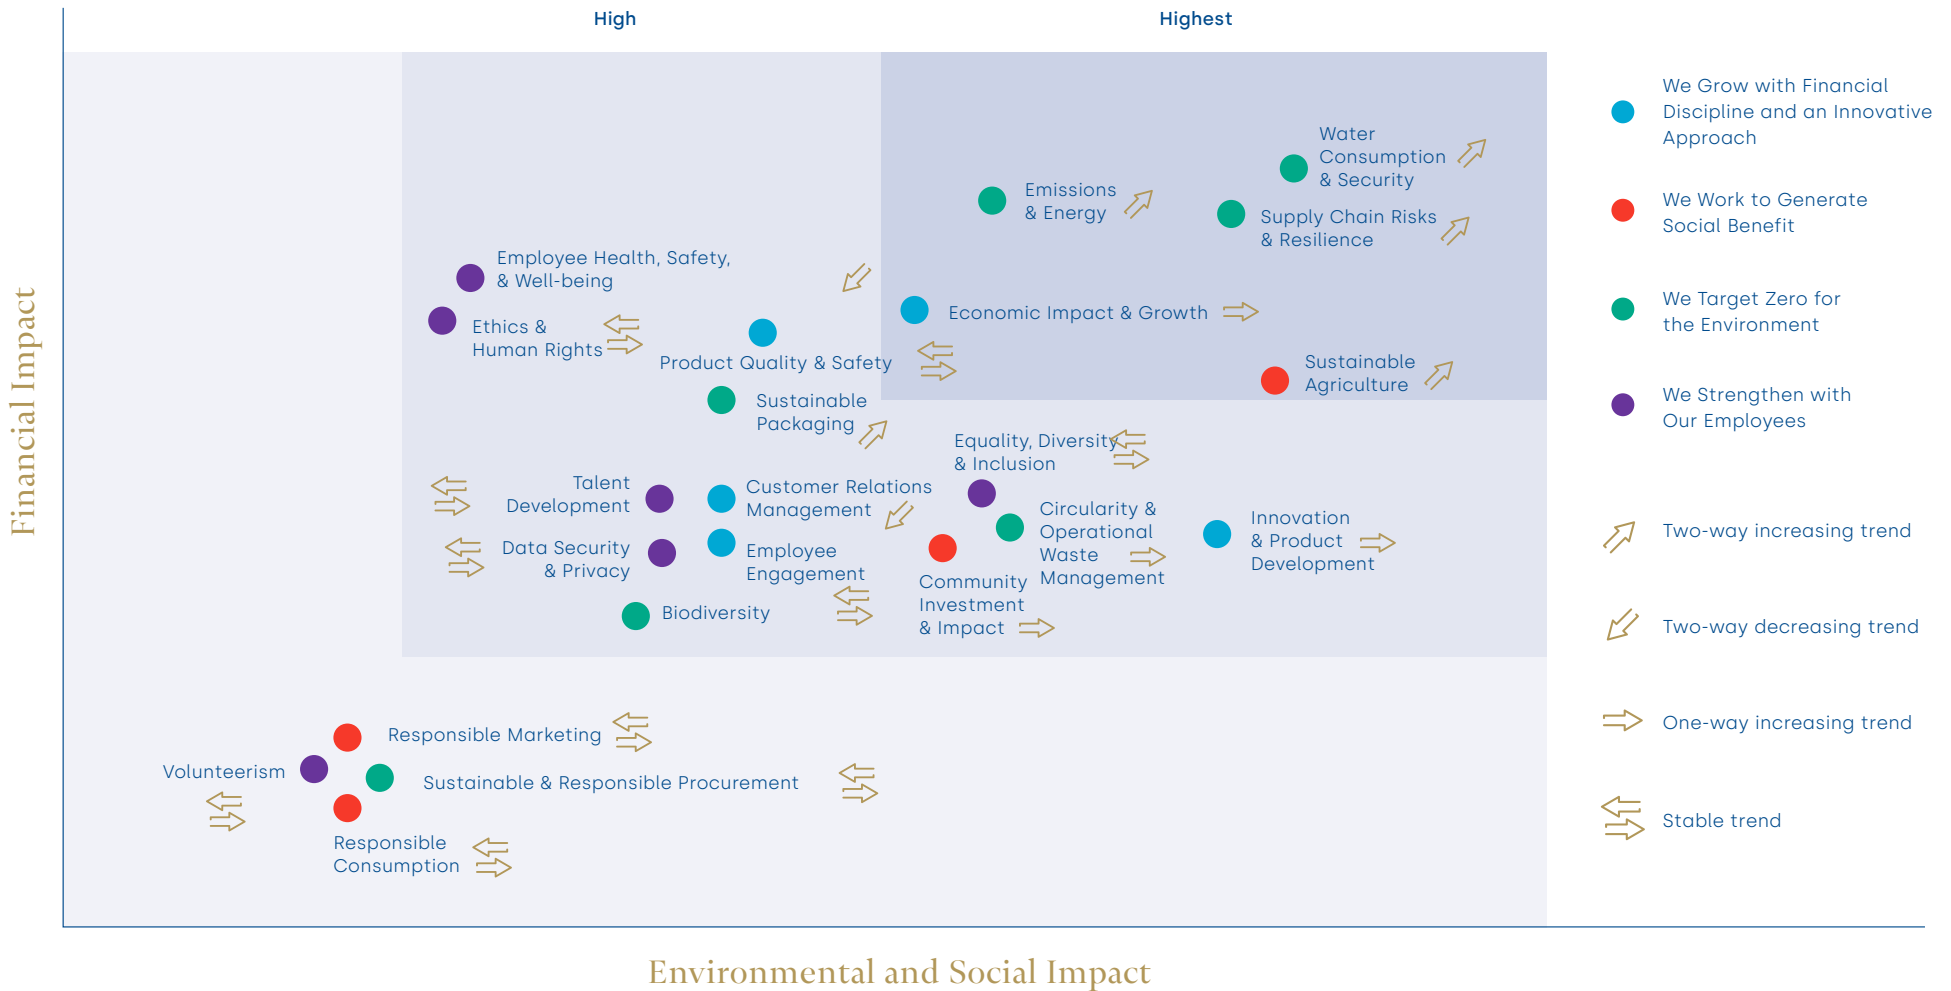 High
Highest
Financial Impact
Water
Consumption
& Security
Emissions
& Energy
Supply Chain Risks
& Resilience
Employee Health, Safety,
& Well-being
Ethics &
Human Rights
Economic Impact & Growth
Product Quality & Safety
Sustainable
Agriculture
Sustainable
Packaging
Equality, Diversity
& Inclusion
Talent
Development
Customer Relations
Management
Circularity &
Operational
Waste
Management
Innovation
& Product
Development
Data Security
& Privacy
Employee
Engagement
Community
Investment
& Impact
Biodiversity
Responsible Marketing
Volunteerism
Sustainable & Responsible Procurement
Responsible
Consumption
Environmental and Social Impact
We Grow with Financial
Discipline and an Innovative
Approach
We Work to Generate
Social Benefit
We Target Zero for
the Environment
We Strengthen with
Our Employees
Two-way increasing trend
Two-way decreasing trend
One-way increasing trend
Stable trend